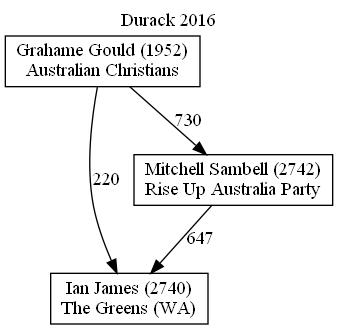 Durack 2016
Grahame Gould (1952)
Australian Christians
730
Mitchell Sambell (2742)
Rise Up Australia Party
220
647
Ian James (2740)
The Greens (WA)